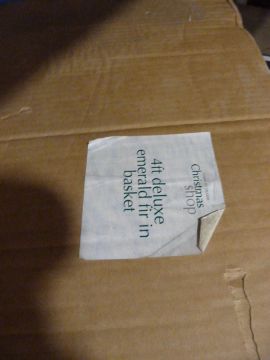 Christmas
shop
4ft deluxe
emerald fir in
basket